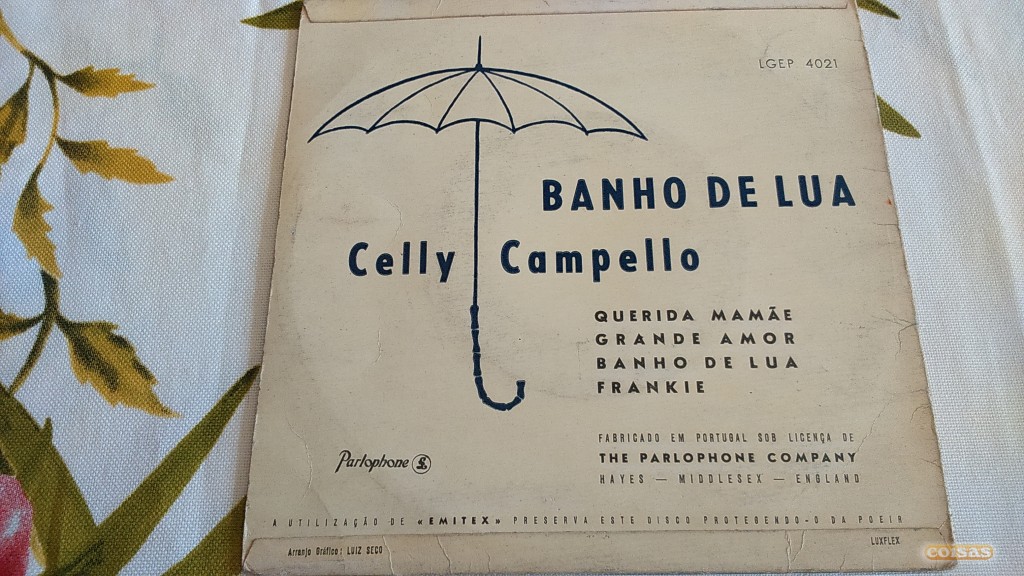 LGEP 4021
BANHO DE LUA
Celly Campello
QUERIDA MAMÃE
GRANDE AMOR
BANHO DE LUA
FRANKIE
FABRICADO EM PORTUGAL SOB LICENÇA DE
THE PARLOPHONE COMPANY
HAYES — MIDDLESEX — ENGLAND
Parlophone
A UTILIZAÇÃO DE «EMITEX» PRESERVA ESTE DISCO PROTEGENDO-O DA POEIR
Arranjo Gráfico: LUIZ SECO
LUXFLEX
coisas